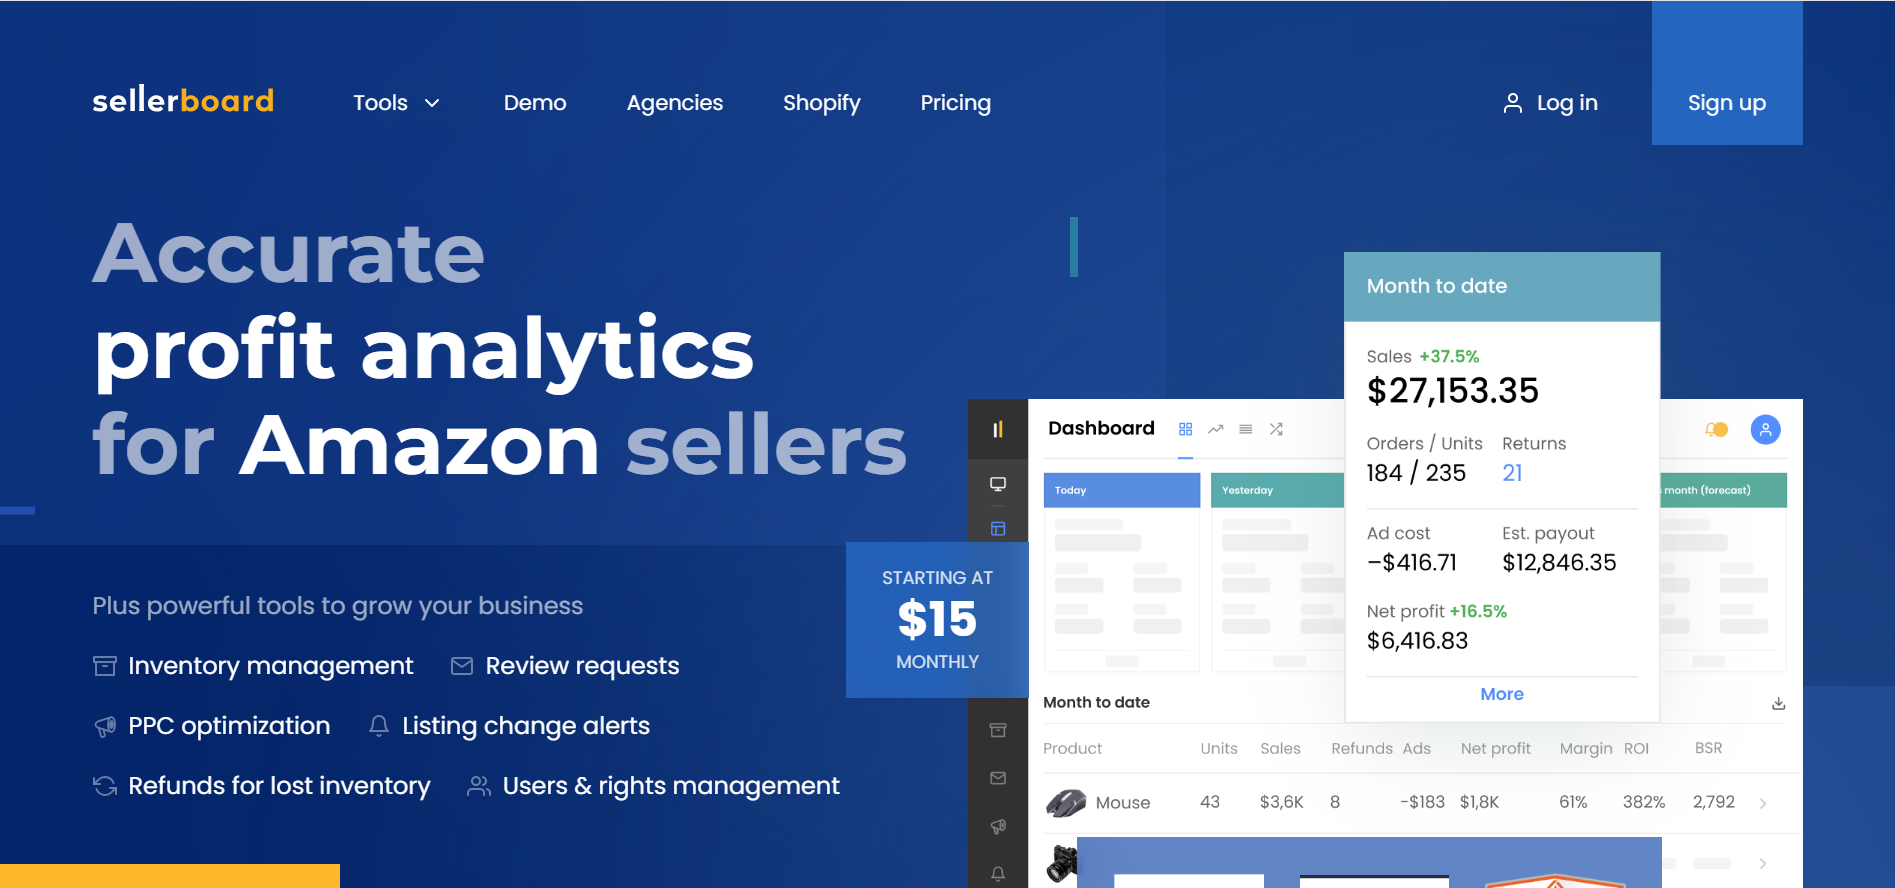 sellerboard
Tools
Demo
Agencies
Shopify
Pricing
Log in
Sign up
Accurate
profit analytics
for Amazon sellers
Plus powerful tools to grow your business
Inventory management
Review requests
PPC optimization
Listing change alerts
Refunds for lost inventory
Users & rights management
STARTING AT
$15
MONTHLY
Dashboard
Today
Yesterday
month (forecast)
Month to date
Sales +37.5%
$27,153.35
Orders / Units Returns
184 / 235 21
Ad cost Est. payout
−$416.71 $12,846.35
Net profit +16.5%
$6,416.83
More
Month to date
Product Units Sales Refunds Ads Net profit Margin ROI BSR
Mouse 43 $3,6K 8 -$183 $1,8K 61% 382% 2,792